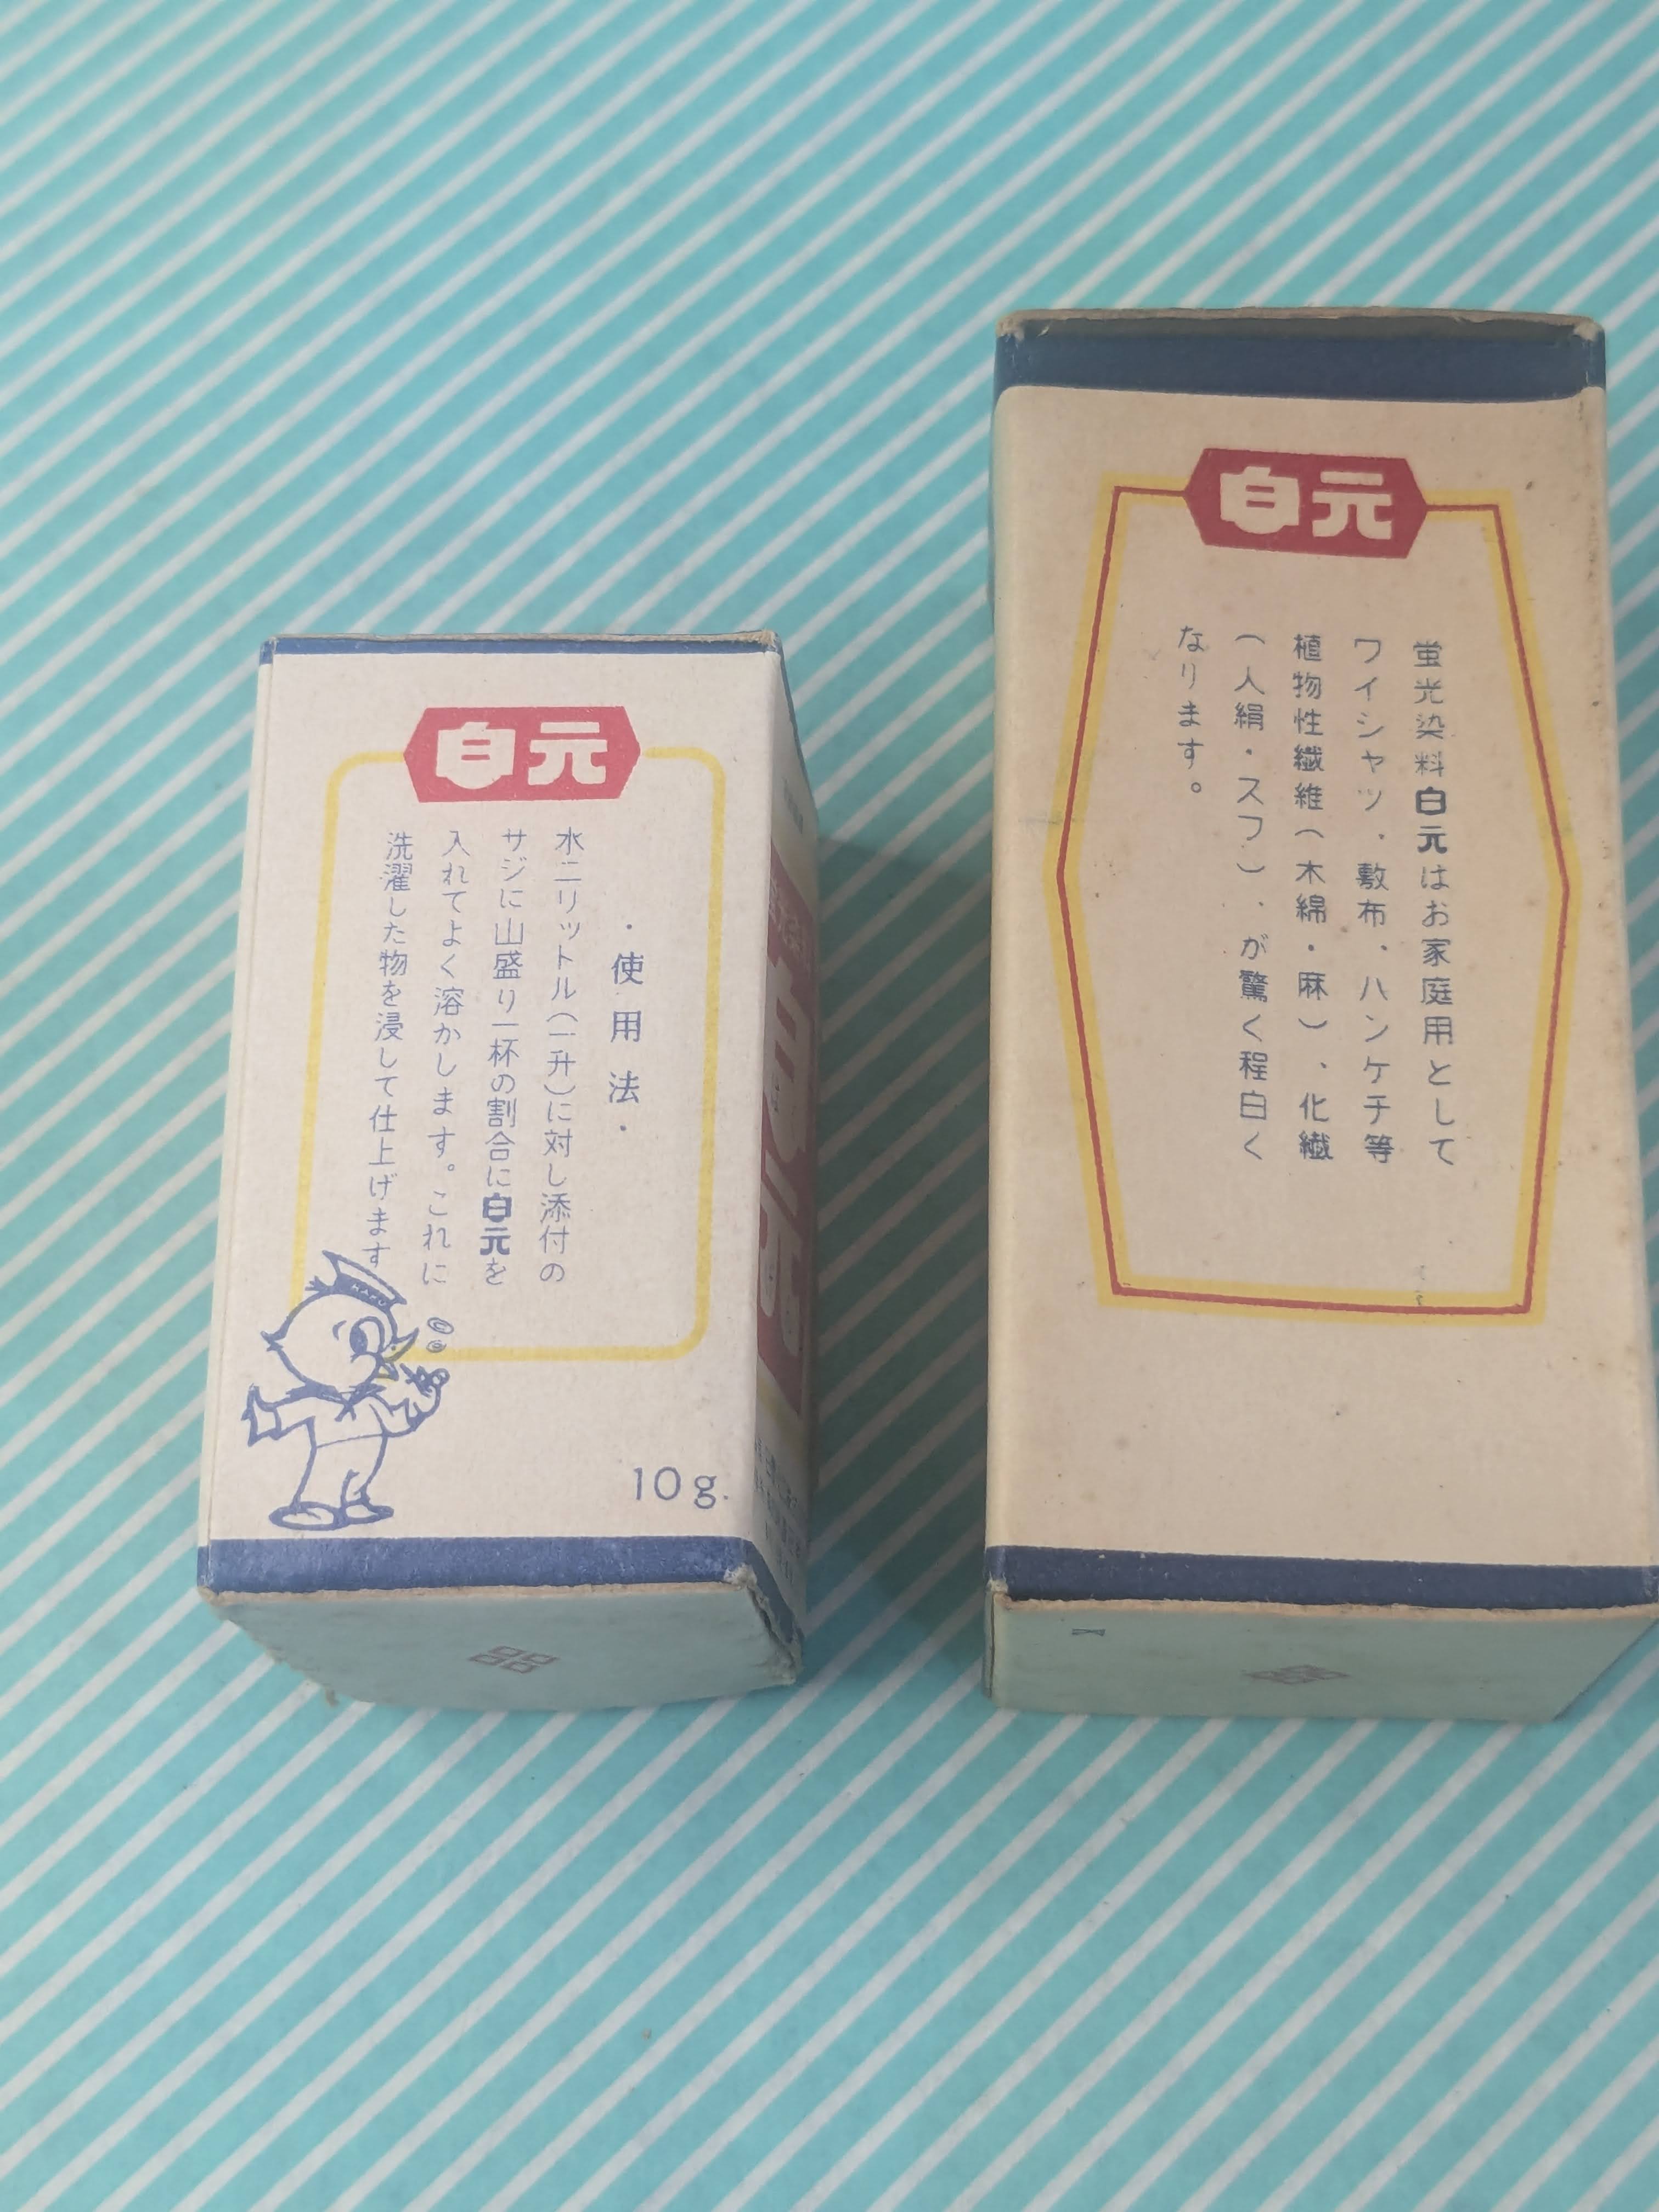 白元
・使用法・
水二リットル(一升)に対し添付の
サジに山盛り一杯の割合に白元を
入れてよく溶かします。これに
洗濯した物を浸して仕上げます
10g.
白元
蛍光染料白元はお家庭用として
ワイシャツ、敷布、ハンケチ等
植物性繊維(木綿・麻)、化繊
(人絹・スフ)、が驚く程白く
なります。